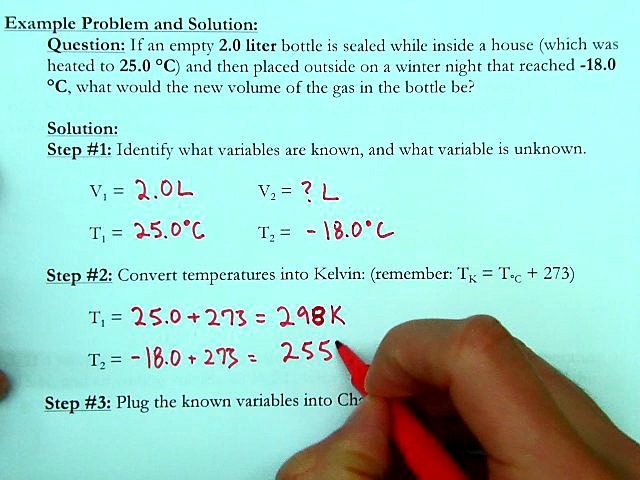 Example Problem and Solution:
Question: If an empty 2.0 liter bottle is sealed while inside a house (which was
heated to 25.0 °C) and then placed outside on a winter night that reached -18.0
°C, what would the new volume of the gas in the bottle be?
Solution:
Step #1: Identify what variables are known, and what variable is unknown.
V₁ = 2.0L V₂ = ? L
T₁ = 25.0°C T₂ = -18.0°C
Step #2: Convert temperatures into Kelvin: (remember: T_K = T_°C + 273)
T₁ = 25.0 + 273 = 298K
T₂ = -18.0 + 273 = 255
Step #3: Plug the known variables into